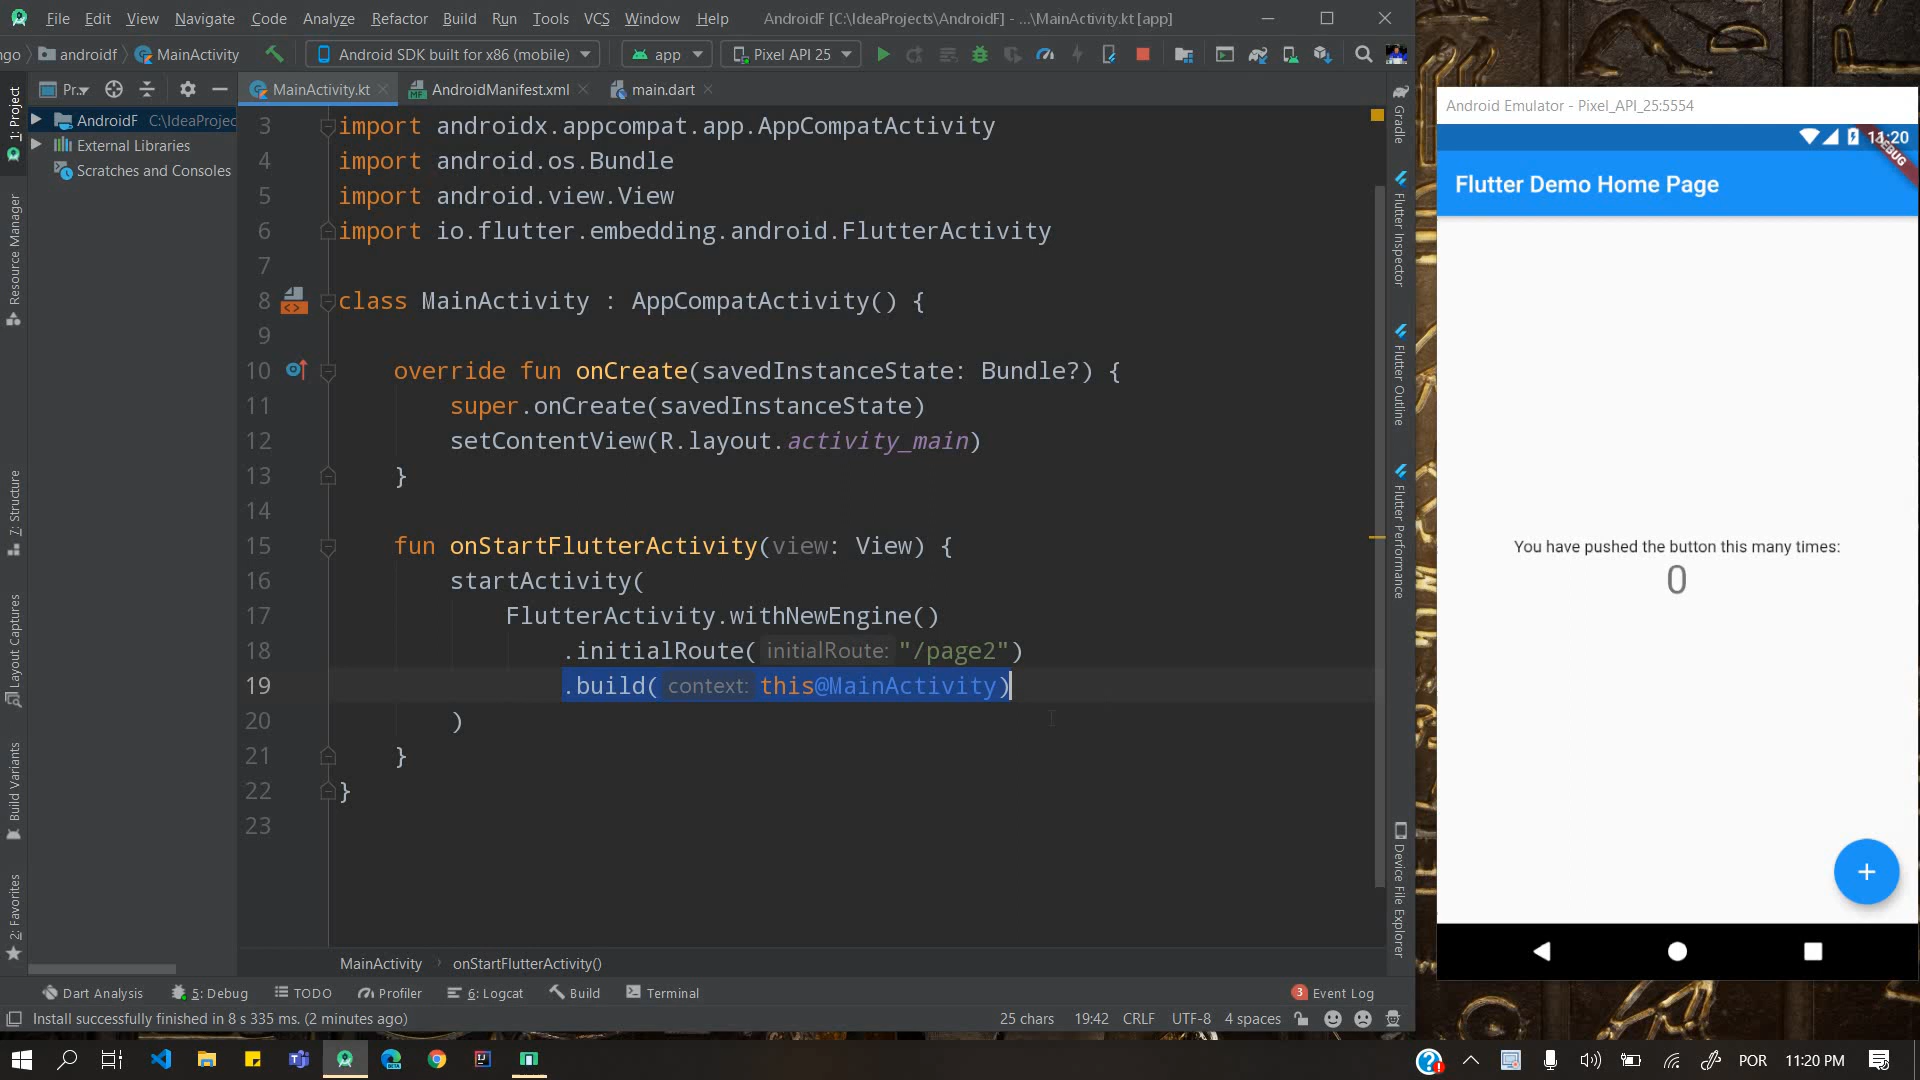 File Edit View Navigate Code Analyze Refactor Build Run Tools VCS Window Help AndroidF [C:\IdeaProjects\AndroidF] - ...\MainActivity.kt [app]
ngo androidf MainActivity Android SDK built for x86 (mobile) app Pixel API 25
Pr.. MainActivity.kt AndroidManifest.xml main.dart
AndroidF C:\IdeaProjec
External Libraries
Scratches and Consoles
1: Project
Resource Manager
7: Structure
Layout Captures
Build Variants
2: Favorites
3 import androidx.appcompat.app.AppCompatActivity
4 import android.os.Bundle
5 import android.view.View
6 import io.flutter.embedding.android.FlutterActivity
7
8 class MainActivity : AppCompatActivity() {
9
10 override fun onCreate(savedInstanceState: Bundle?) {
11 super.onCreate(savedInstanceState)
12 setContentView(R.layout.activity_main)
13 }
14
15 fun onStartFlutterActivity(view: View) {
16 startActivity(
17 FlutterActivity.withNewEngine()
18 .initialRoute( initialRoute: "/page2")
19 .build( context: this@MainActivity)
20 )
21 }
22 }
23
MainActivity onStartFlutterActivity()
Gradle
Flutter Inspector
Flutter Outline
Flutter Performance
Device File Explorer
Dart Analysis 5: Debug TODO Profiler 6: Logcat Build Terminal 3 Event Log
Install successfully finished in 8 s 335 ms. (2 minutes ago) 25 chars 19:42 CRLF UTF-8 4 spaces
Android Emulator - Pixel_API_25:5554
11:20
DEBUG
Flutter Demo Home Page
You have pushed the button this many times:
0
+
BETA
POR 11:20 PM